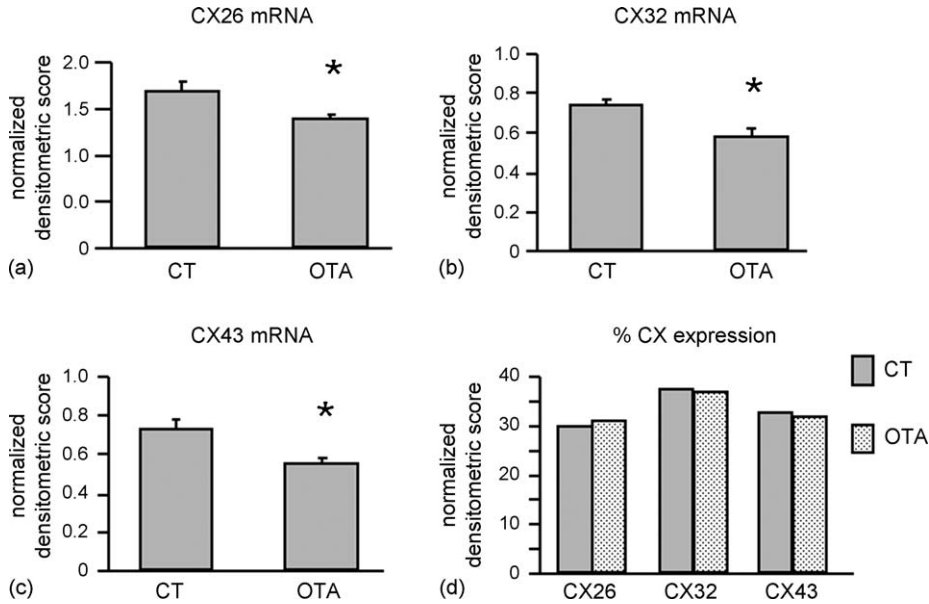 CX26 mRNA
normalized
densitometric score
2.0
1.5
1.0
0.0
0
*
CT OTA
(a)
CX32 mRNA
normalized
densitometric score
1.0
0.8
0.6
0.4
0.2
0
*
CT OTA
(b)
CX43 mRNA
normalized
densitometric score
1.0
0.8
0.6
0.4
0.2
0
*
CT OTA
(c)
% CX expression
normalized
densitometric score
40
30
20
10
0
CX26 CX32 CX43
(d)
CT
OTA